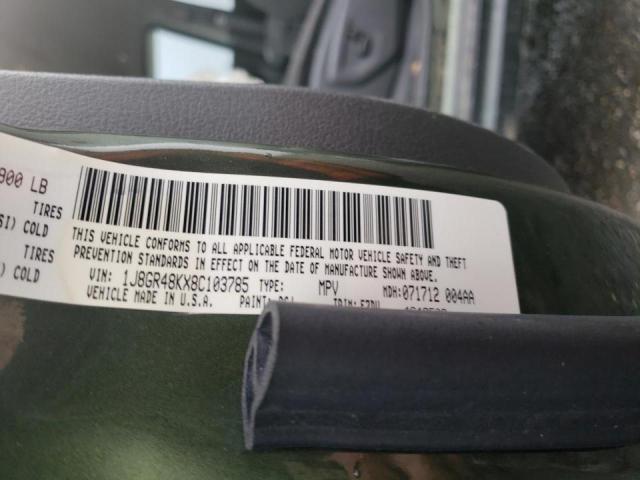 800 LB
TIRES
SI) COLD
TIRES
) COLD
THIS VEHICLE CONFORMS TO ALL APPLICABLE FEDERAL MOTOR VEHICLE SAFETY AND THEFT
PREVENTION STANDARDS IN EFFECT ON THE DATE OF MANUFACTURE SHOWN ABOVE.
VIN: 1J8GR48KX8C103785 TYPE: MPV MDH: 071712 004AA
VEHICLE MADE IN U.S.A. PAINT: